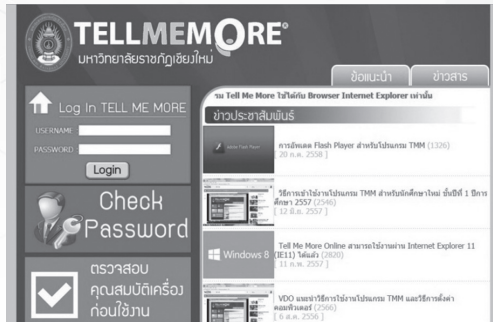 TELLMEMORE®
มหาวิทยาลัยราชภัฏเชียงใหม่
ข้อแนะนำ
ข่าวสาร
Log In TELL ME MORE
USERNAME
PASSWORD
Login
Check
Password
ตรวจสอบ
คุณสมบัติเครื่อง
ก่อนใช้งาน
รม Tell Me More ใช้ได้กับ Browser Internet Explorer เท่านั้น
ข่าวประชาสัมพันธ์
การอัพเดต Flash Player สำหรับโปรแกรม TMM (1326)
[ 20 ก.พ. 2558 ]
วิธีการเข้าใช้งานโปรแกรม TMM สำหรับนักศึกษาใหม่ ชั้นปีที่ 1 ปีการ
ศึกษา 2557 (2546)
[ 12 มิ.ย. 2557 ]
Windows 8
Tell Me More Online สามารถใช้งานผ่าน Internet Explorer 11
(IE11) ได้แล้ว (2820)
[ 11 ก.พ. 2557 ]
VDO แนะนำวิธีการใช้งานโปรแกรม TMM และวิธีการตั้งค่า
คอมพิวเตอร์ (2566)
[ 6 ส.ค. 2556 ]